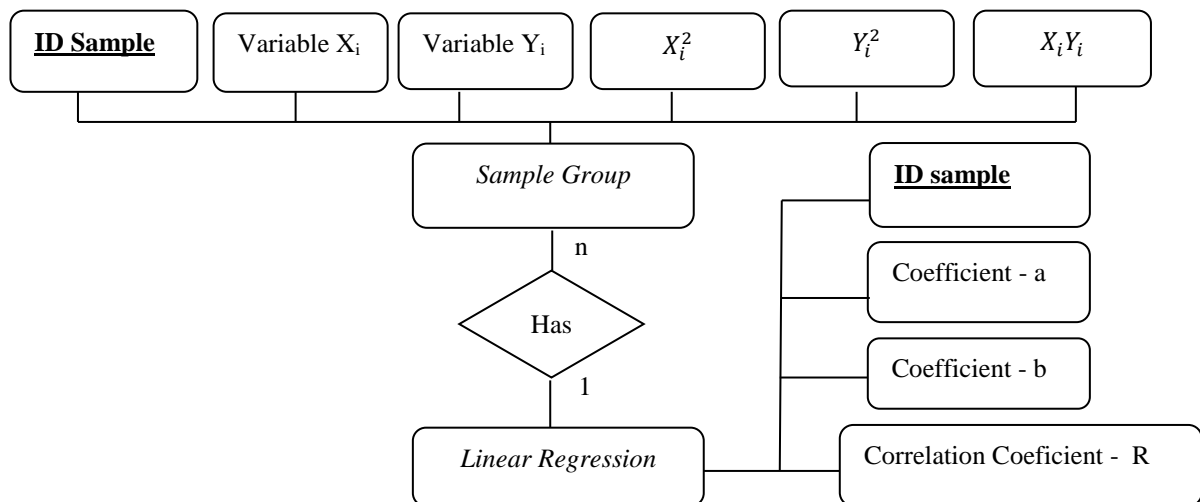 ID Sample
Variable Xᵢ
Variable Yᵢ
𝑋ᵢ²
𝑌ᵢ²
𝑋ᵢ𝑌ᵢ
Sample Group
ID sample
n
Coefficient - a
Has
Coefficient - b
1
Linear Regression
Correlation Coeficient - R